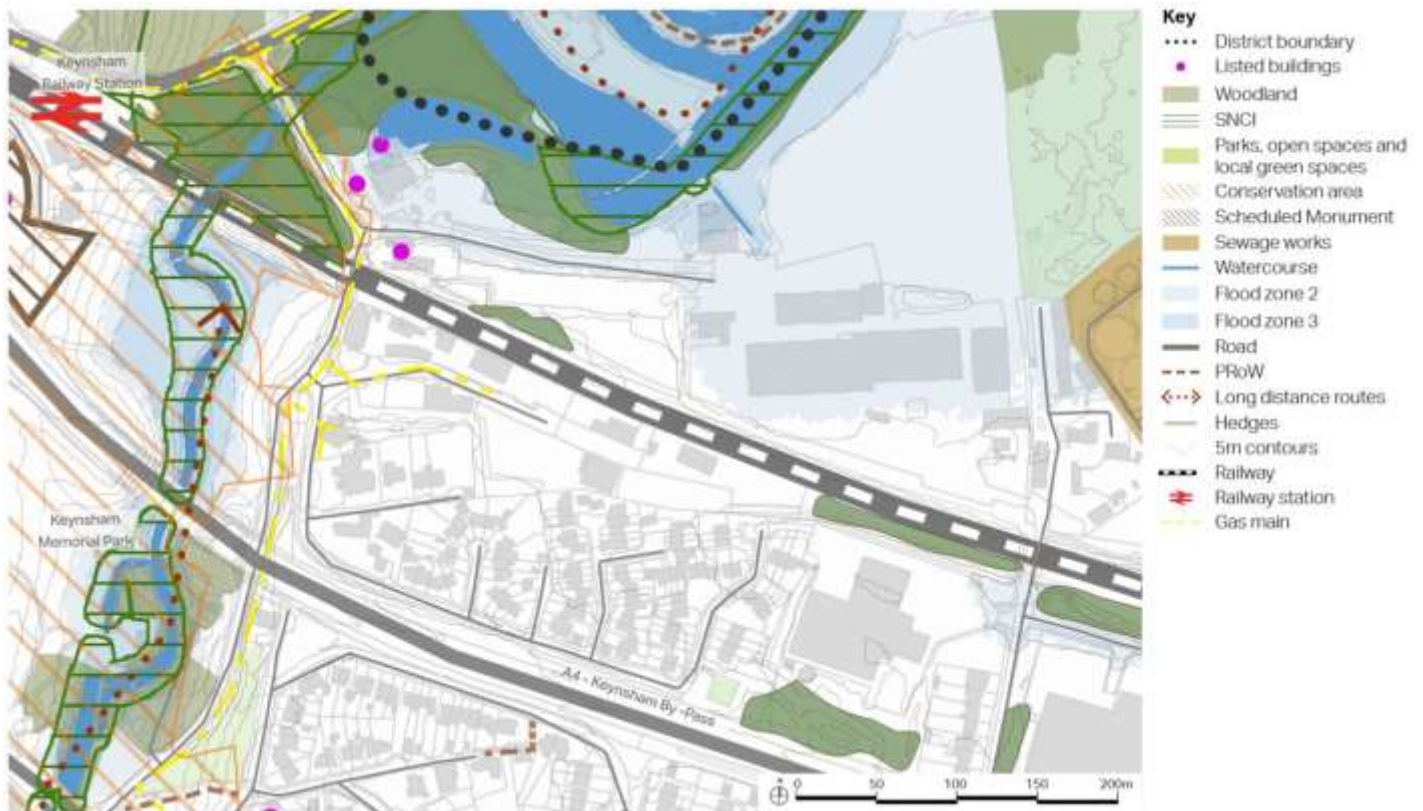 Keynsham
Railway Station
Keynsham
Memorial Park
A4 - Keynsham By -Pass
0 50 100 150 200m
Key
District boundary
Listed buildings
Woodland
SNCI
Parks, open spaces and
local green spaces
Conservation area
Scheduled Monument
Sewage works
Watercourse
Flood zone 2
Flood zone 3
Road
PRoW
Long distance routes
Hedges
5m contours
Railway
Railway station
Gas main